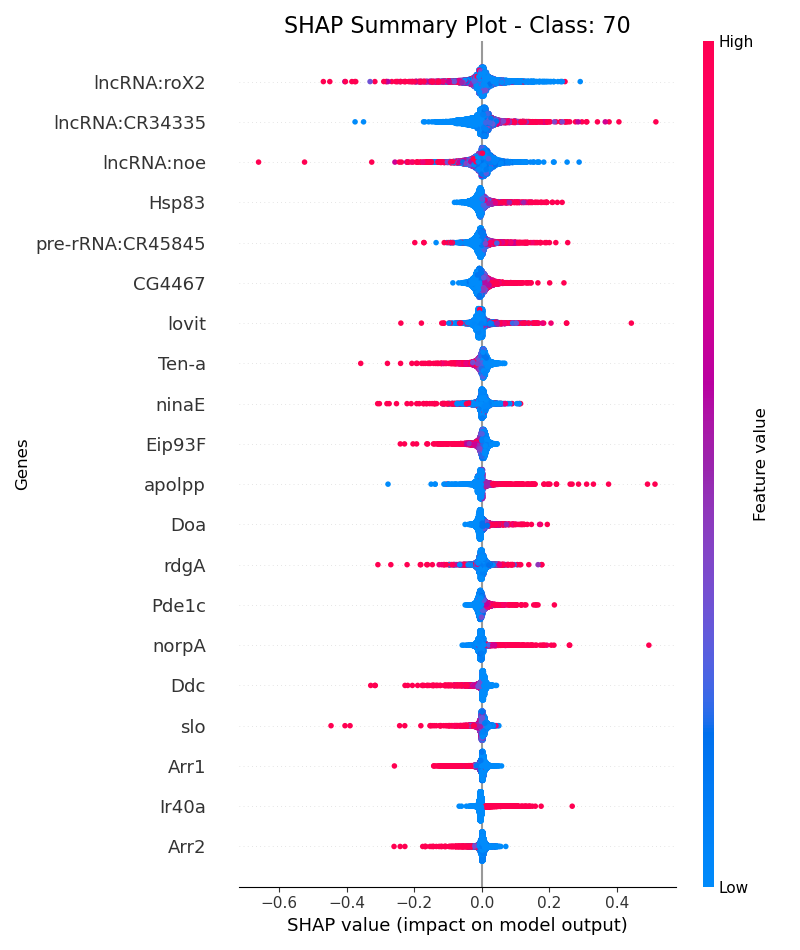 SHAP Summary Plot - Class: 70
High
lncRNA:roX2
lncRNA:CR34335
lncRNA:noe
Hsp83
pre-rRNA:CR45845
CG4467
lovit
Ten-a
ninaE
Eip93F
apolpp
Doa
rdgA
Pde1c
norpA
Ddc
slo
Arr1
Ir40a
Arr2
Genes
Feature value
Low
−0.6 −0.4 −0.2 0.0 0.2 0.4
SHAP value (impact on model output)